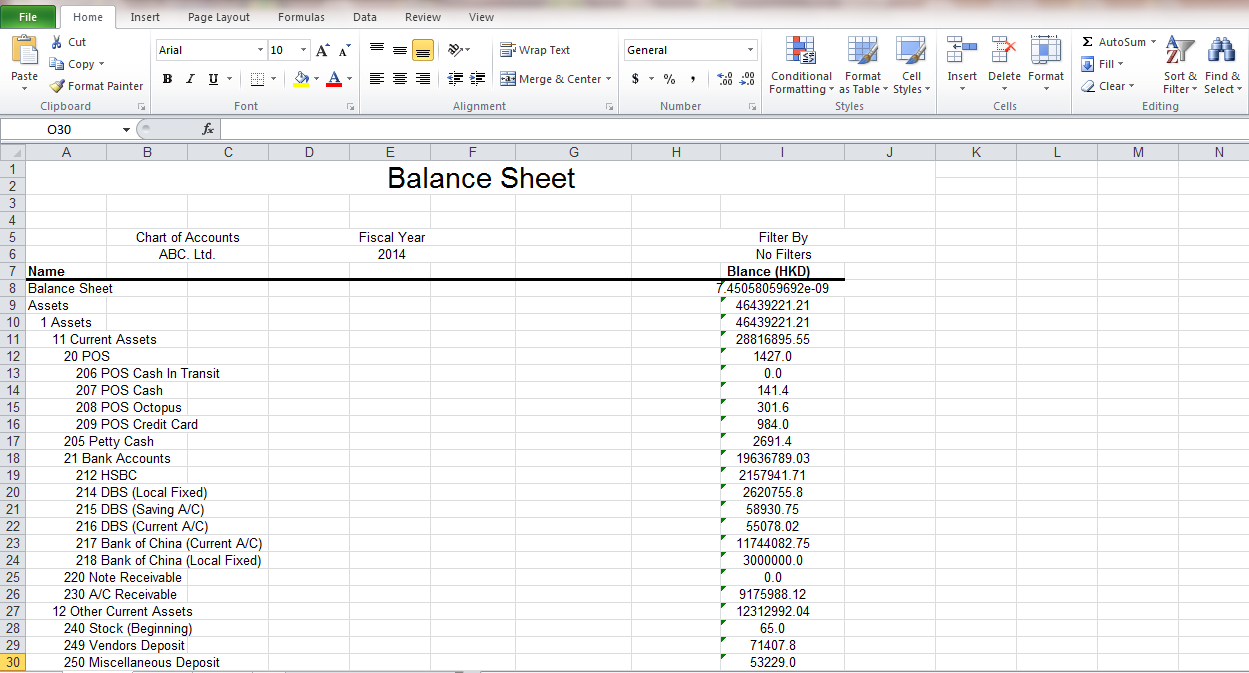 File Home Insert Page Layout Formulas Data Review View
Cut Arial 10 Wrap Text General Σ AutoSum
Copy Fill
Paste Format Painter B I U A Merge & Center $ % , Conditional Formatting Format as Table Cell Styles Insert Delete Format Clear Sort & Filter Find & Select
Clipboard Font Alignment Number Styles Cells Editing
O30 fx
A B C D E F G H I J K L M N
1 Balance Sheet
2
3
4
5 Chart of Accounts Fiscal Year Filter By
6 ABC. Ltd. 2014 No Filters
7 Name Blance (HKD)
8 Balance Sheet 7.45058059692e-09
9 Assets 46439221.21
10 1 Assets 46439221.21
11 11 Current Assets 28816895.55
12 20 POS 1427.0
13 206 POS Cash In Transit 0.0
14 207 POS Cash 141.4
15 208 POS Octopus 301.6
16 209 POS Credit Card 984.0
17 205 Petty Cash 2691.4
18 21 Bank Accounts 19636789.03
19 212 HSBC 2157941.71
20 214 DBS (Local Fixed) 2620755.8
21 215 DBS (Saving A/C) 58930.75
22 216 DBS (Current A/C) 55078.02
23 217 Bank of China (Current A/C) 11744082.75
24 218 Bank of China (Local Fixed) 3000000.0
25 220 Note Receivable 0.0
26 230 A/C Receivable 9175988.12
27 12 Other Current Assets 12312992.04
28 240 Stock (Beginning) 65.0
29 249 Vendors Deposit 71407.8
30 250 Miscellaneous Deposit 53229.0